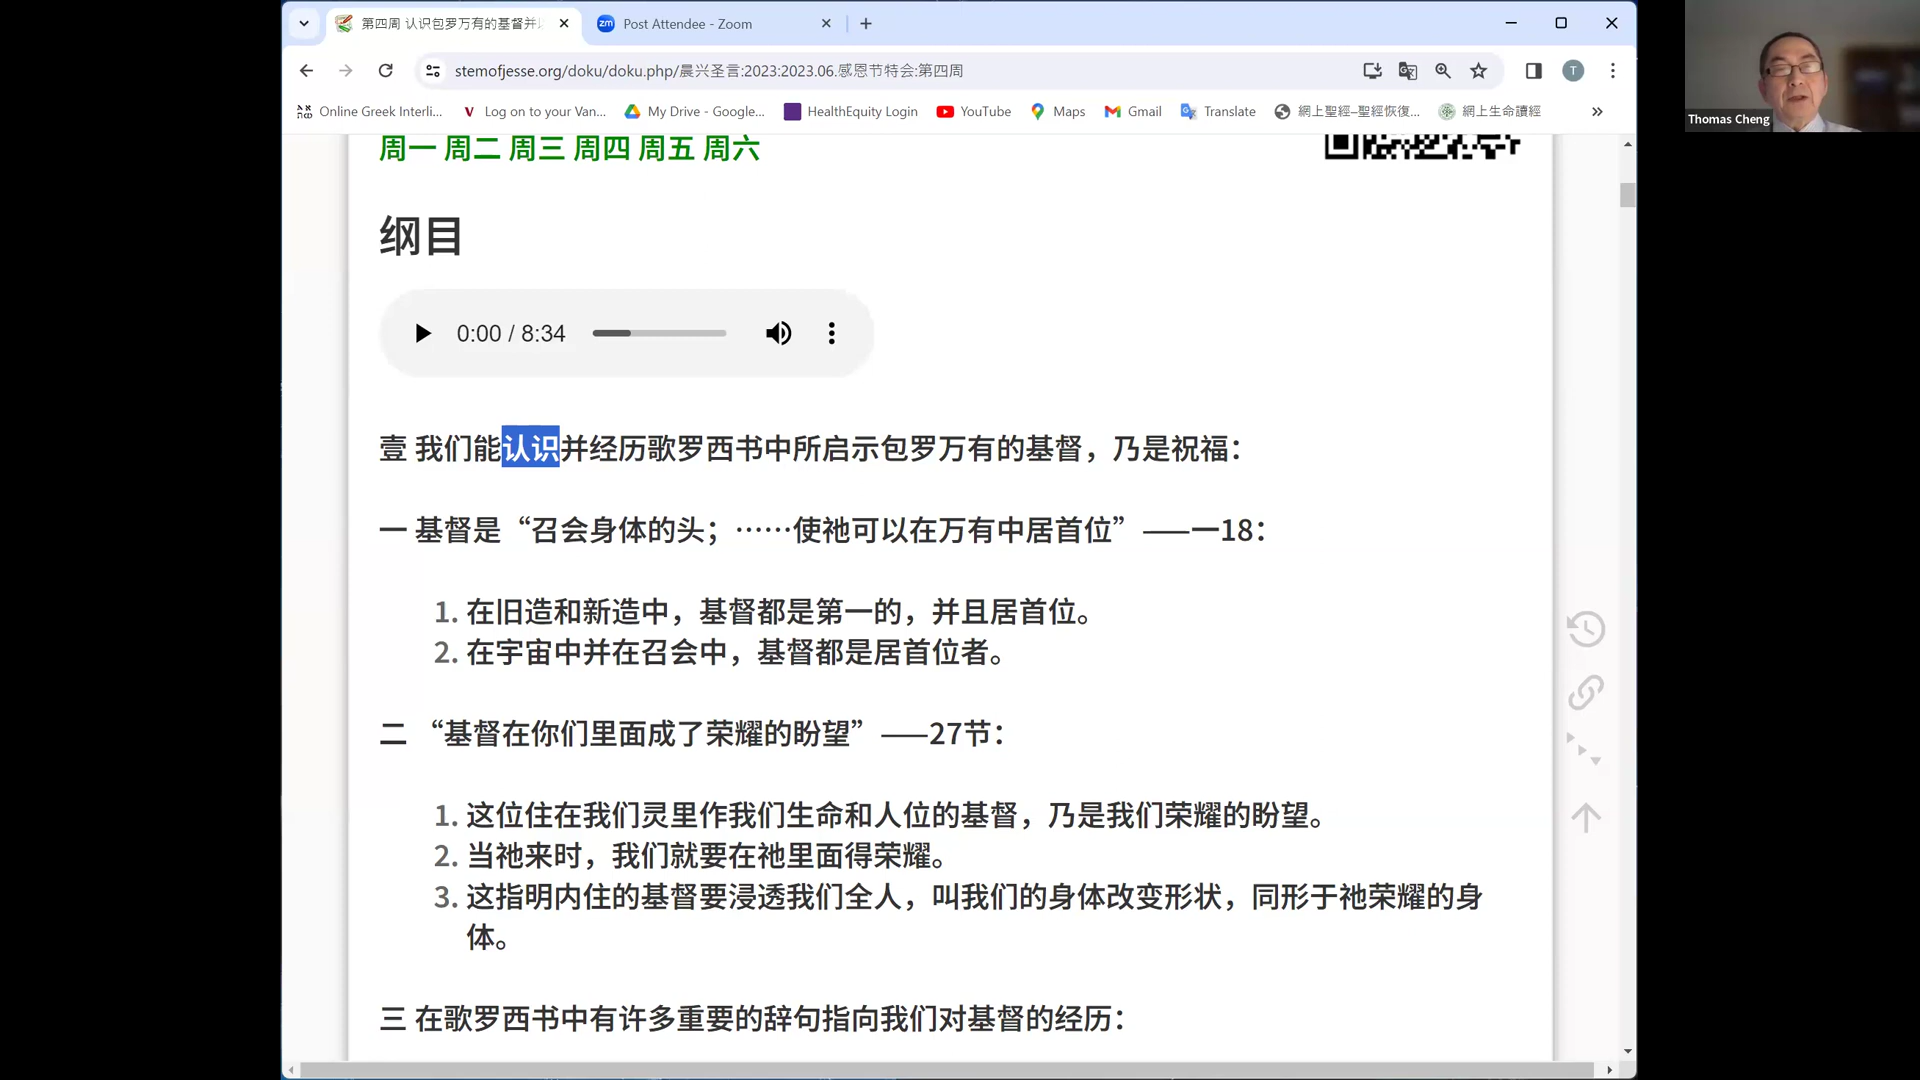 第四周 认识包罗万有的基督并
Post Attendee - Zoom
stemofjesse.org/doku/doku.php/晨兴圣言:2023:2023.06.感恩节特会:第四周
T
Online Greek Interli...
Log on to your Van...
My Drive - Google...
HealthEquity Login
YouTube
Maps
Gmail
Translate
網上聖經–聖經恢復...
網上生命讀經
Thomas Cheng
周一 周二 周三 周四 周五 周六
纲目
0:00 / 8:34
壹 我们能认识并经历歌罗西书中所启示包罗万有的基督，乃是祝福：
一 基督是“召会身体的头；……使祂可以在万有中居首位”——一18：
1. 在旧造和新造中，基督都是第一的，并且居首位。
2. 在宇宙中并在召会中，基督都是居首位者。
二 “基督在你们里面成了荣耀的盼望”——27节：
1. 这位住在我们灵里作我们生命和人位的基督，乃是我们荣耀的盼望。
2. 当祂来时，我们就要在祂里面得荣耀。
3. 这指明内住的基督要浸透我们全人，叫我们的身体改变形状，同形于祂荣耀的身
体。
三 在歌罗西书中有许多重要的辞句指向我们对基督的经历：